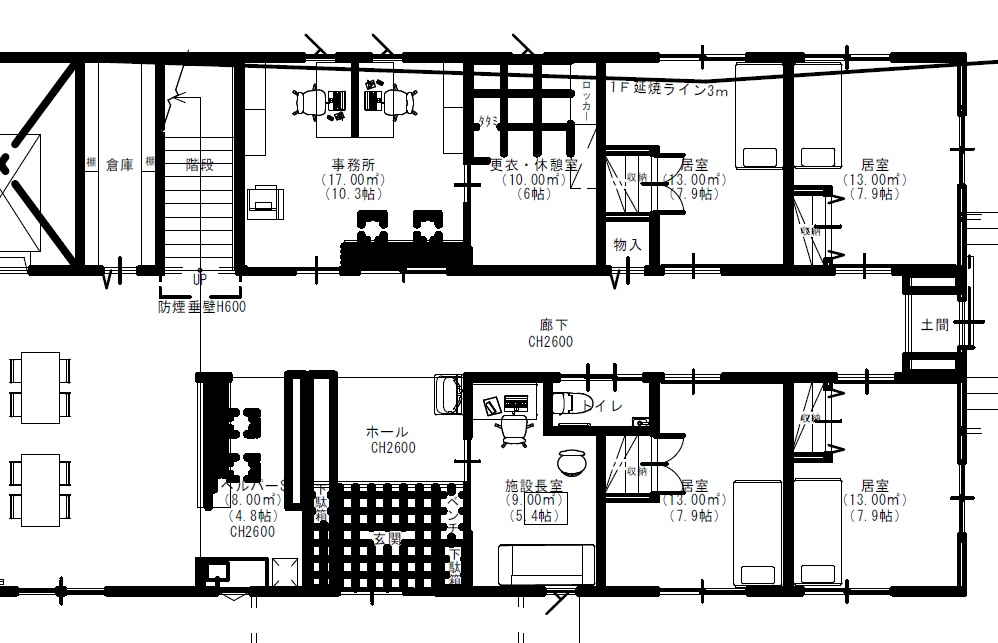 1F延焼ライン3m
ロッカー
タタミ
棚
倉庫
棚
階段
事務所
(17.00㎡)
(10.3帖)
更衣・休憩室
(10.00㎡)
(6帖)
収納
居室
(13.00㎡)
(7.9帖)
居室
(13.00㎡)
(7.9帖)
収納
物入
UP
防煙垂壁H600
廊下
CH2600
土間
ホール
CH2600
トイレ
収納
収納
ヘルパーS
(8.00㎡)
(4.8帖)
CH2600
下駄箱
玄関
ベンチ
下駄箱
施設長室
(9.00㎡)
(5.4帖)
居室
(13.00㎡)
(7.9帖)
居室
(13.00㎡)
(7.9帖)